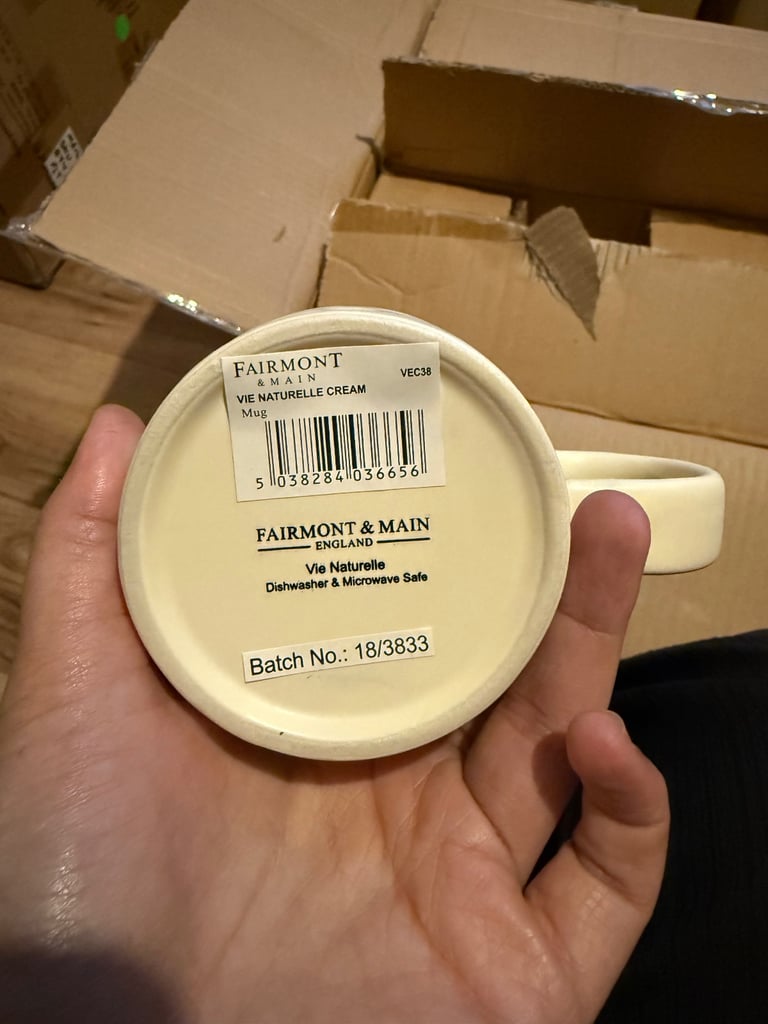 FAIRMONT
& MAIN
VEC38
VIE NATURELLE CREAM
Mug
5 038284 036656
FAIRMONT & MAIN
ENGLAND
Vie Naturelle
Dishwasher & Microwave Safe
Batch No.: 18/3833